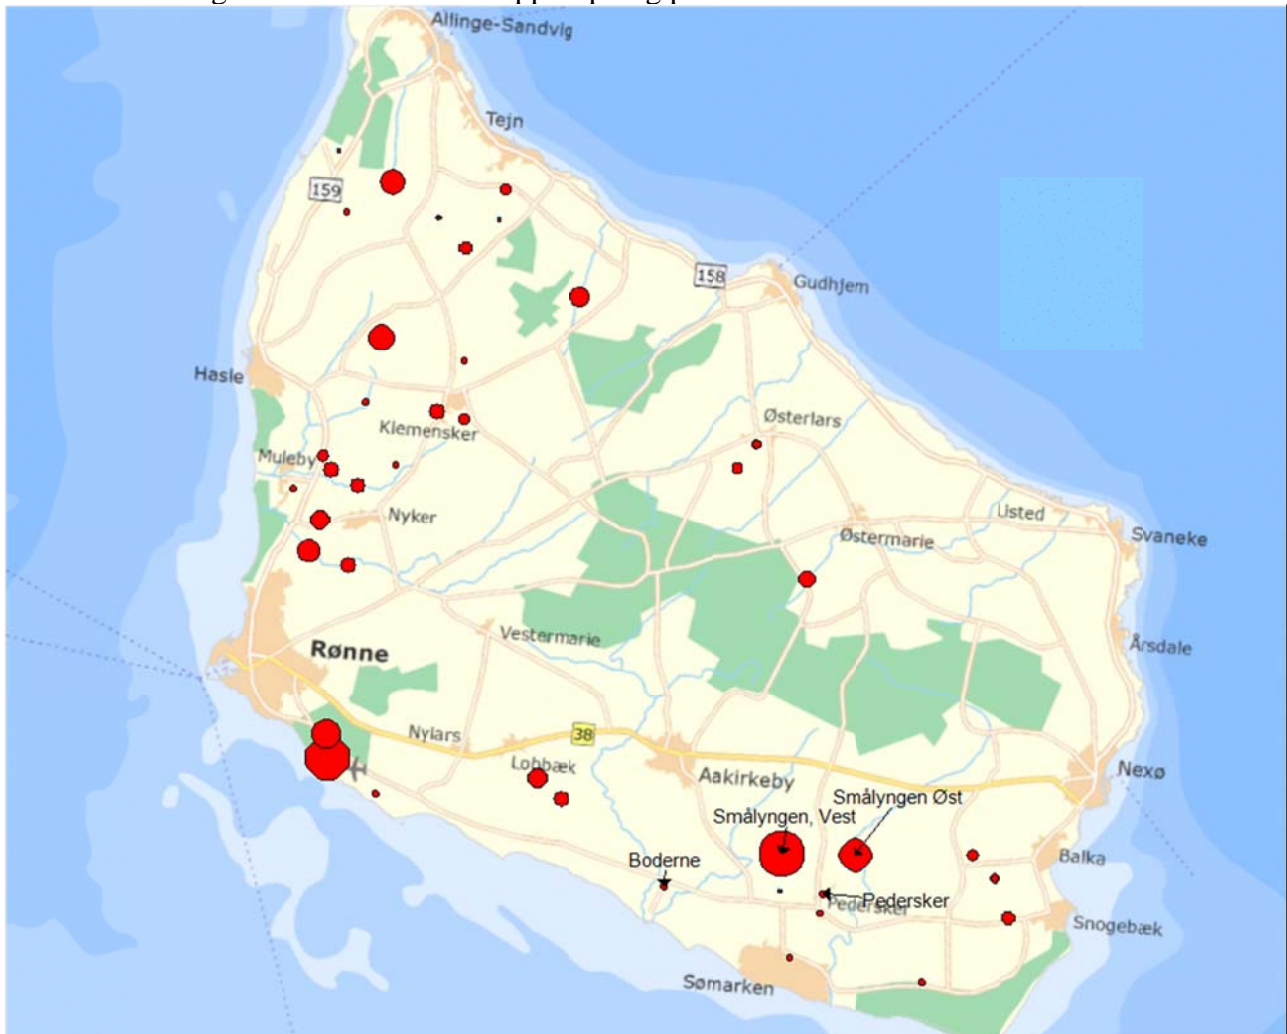 Allinge-Sandvig
Tejn
159
158
Gudhjem
Hasle
Østerlars
Klemensker
Muleby
Nyker
Usted
Svaneke
Østermarie
Vestermarie
Årsdale
Rønne
38
Nylars
Lobbæk
Nexø
Aakirkeby
Smålyngen Øst
Smålyngen, Vest
Boderne
Balka
Pedersker
Pedersker
Snogebæk
Sømarken